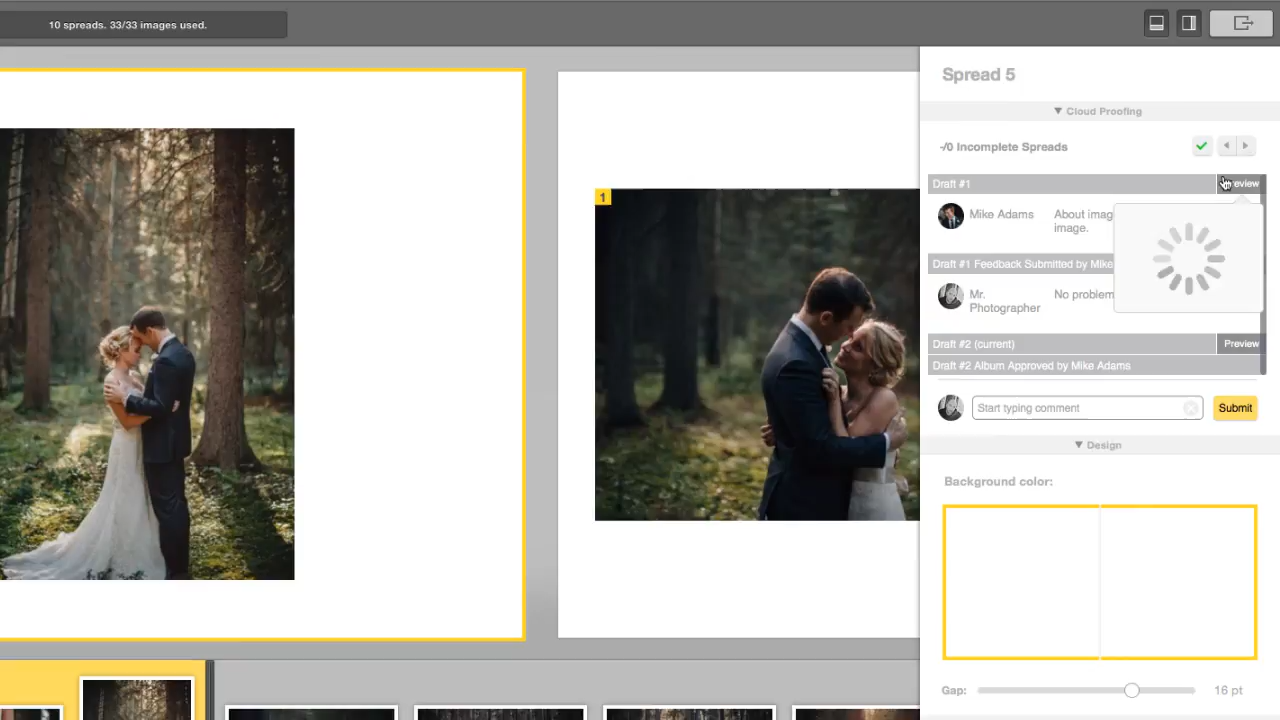 10 spreads. 33/33 images used.
Spread 5
▼ Cloud Proofing
-/0 Incomplete Spreads
Draft #1
review
Mike Adams
About imag
image.
Draft #1 Feedback Submitted by Mike
Mr.
Photographer
No problem
Draft #2 (current)
Preview
Draft #2 Album Approved by Mike Adams
Start typing comment
Submit
▼ Design
Background color:
1
Gap:
16 pt